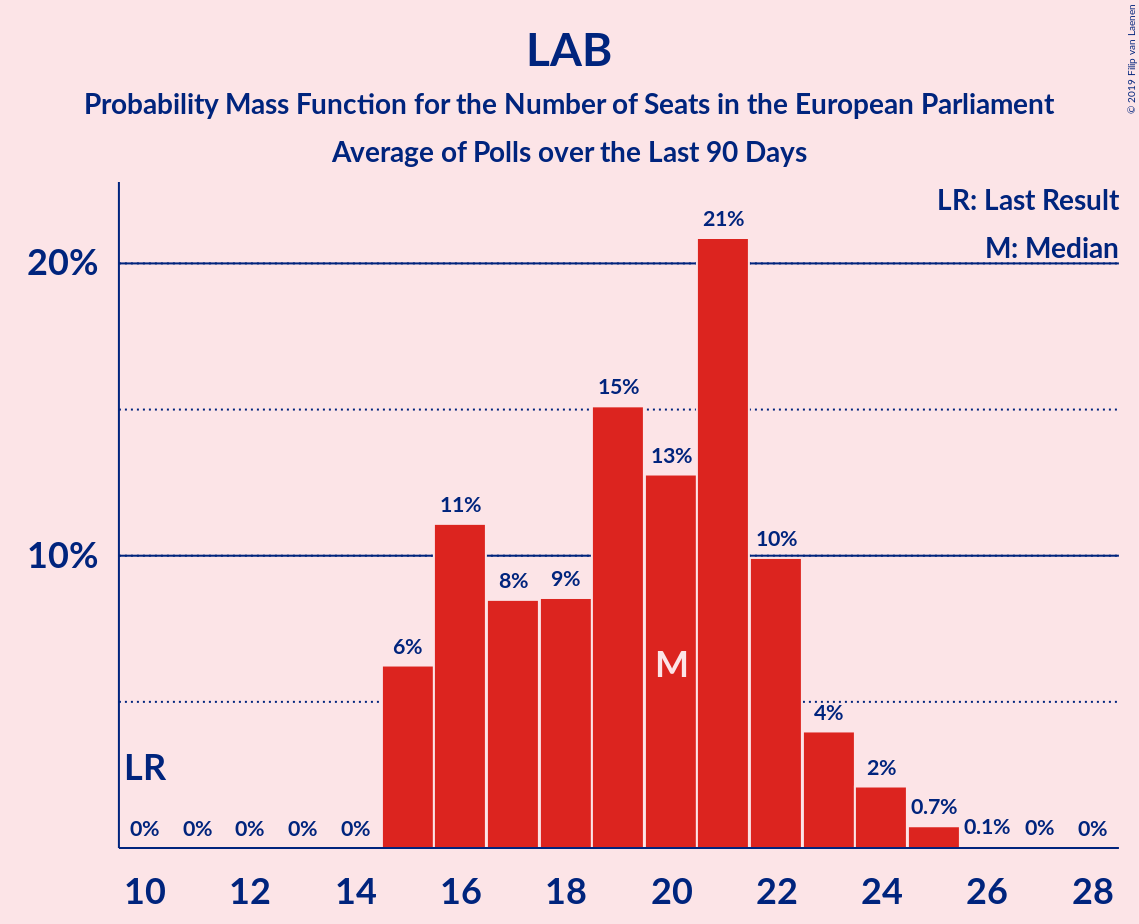 LAB
Probability Mass Function for the Number of Seats in the European Parliament
Average of Polls over the Last 90 Days
© 2019 Filip van Laenen
LR: Last Result
M: Median
20%
10%
21%
15%
13%
11%
10%
8%
9%
6%
4%
2%
0.7%
0.1%
0%
0%
0%
0%
0%
0%
0%
LR
M
10 12 14 16 18 20 22 24 26 28